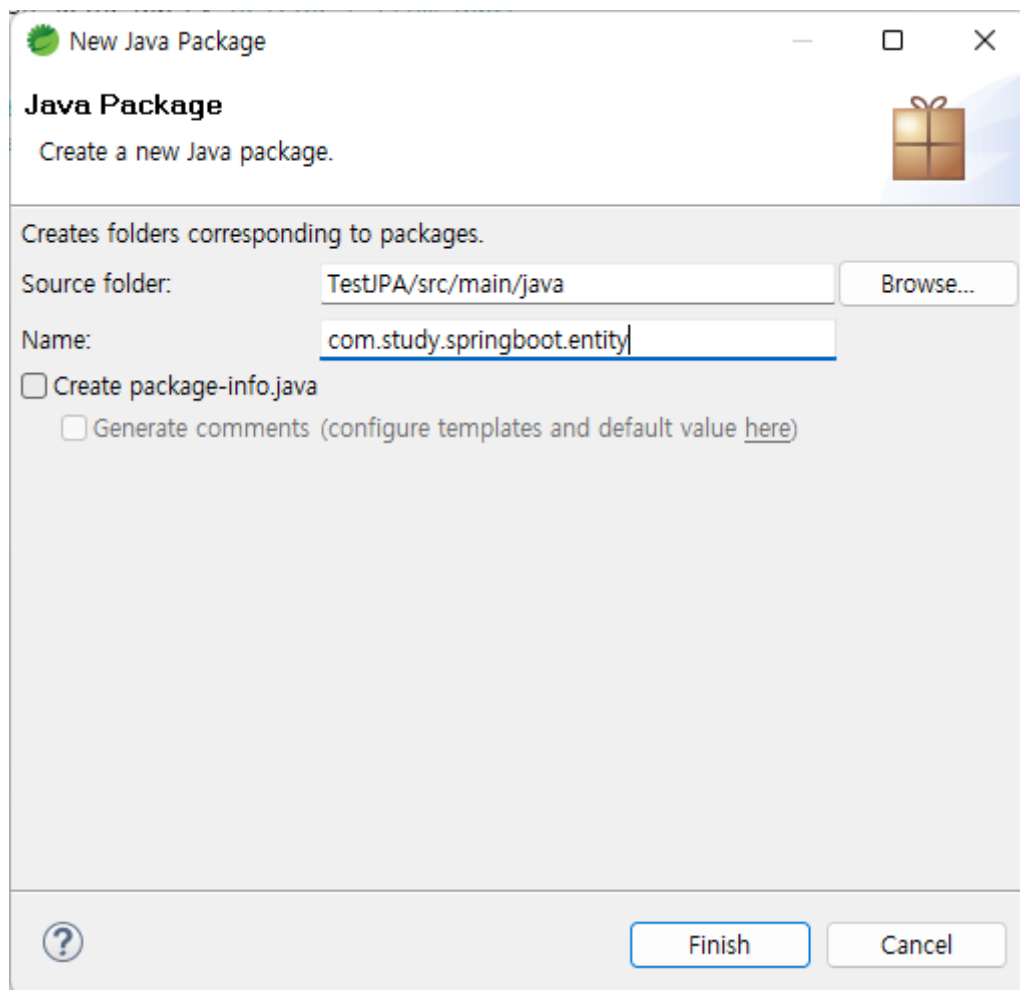 New Java Package
Java Package
Create a new Java package.
Creates folders corresponding to packages.
Source folder: TestJPA/src/main/java Browse...
Name: com.study.springboot.entity
Create package-info.java
Generate comments (configure templates and default value here)
? Finish Cancel